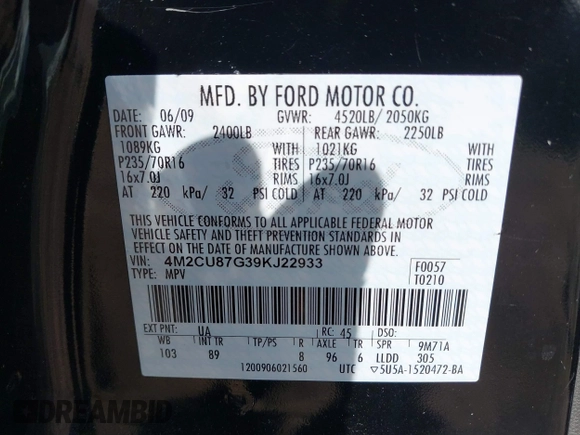 MFD. BY FORD MOTOR CO.
DATE: 06/09 GVWR: 4520LB/ 2050KG
FRONT GAWR: 2400LB REAR GAWR: 2250LB
1089KG 1021KG
P235/70R16 TIRES P235/70R16 TIRES
16x7.0J RIMS 16x7.0J RIMS
AT 220 kPa/ 32 PSI COLD AT 220 kPa/ 32 PSI COLD
THIS VEHICLE CONFORMS TO ALL APPLICABLE FEDERAL MOTOR
VEHICLE SAFETY AND THEFT PREVENTION STANDARDS IN
EFFECT ON THE DATE OF MANUFACTURE SHOWN ABOVE.
VIN: 4M2CU87G39KJ22933 F0057
TYPE: MPV T0210
EXT PNT: UA RC: 45 DSO:
WB INT TR TP/PS R AXLE TR SPR 9M71A
103 89 8 96 6 LLDD 305
1200906021560 UTC ▽5U5A-1520472-BA
DREAMBID